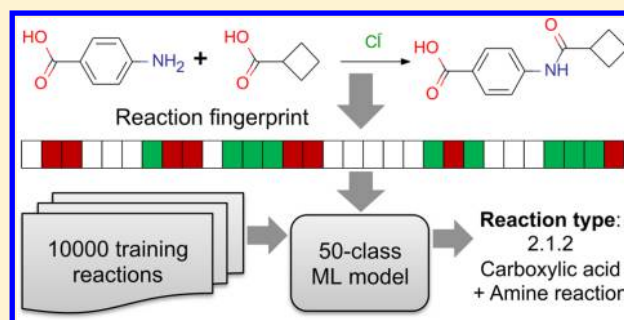 HO
O
NH₂
+
HO
O
Cl̄
HO
O
O
NH
Reaction fingerprint
10000 training
reactions
50-class
ML model
Reaction type:
2.1.2
Carboxylic acid
+ Amine reaction